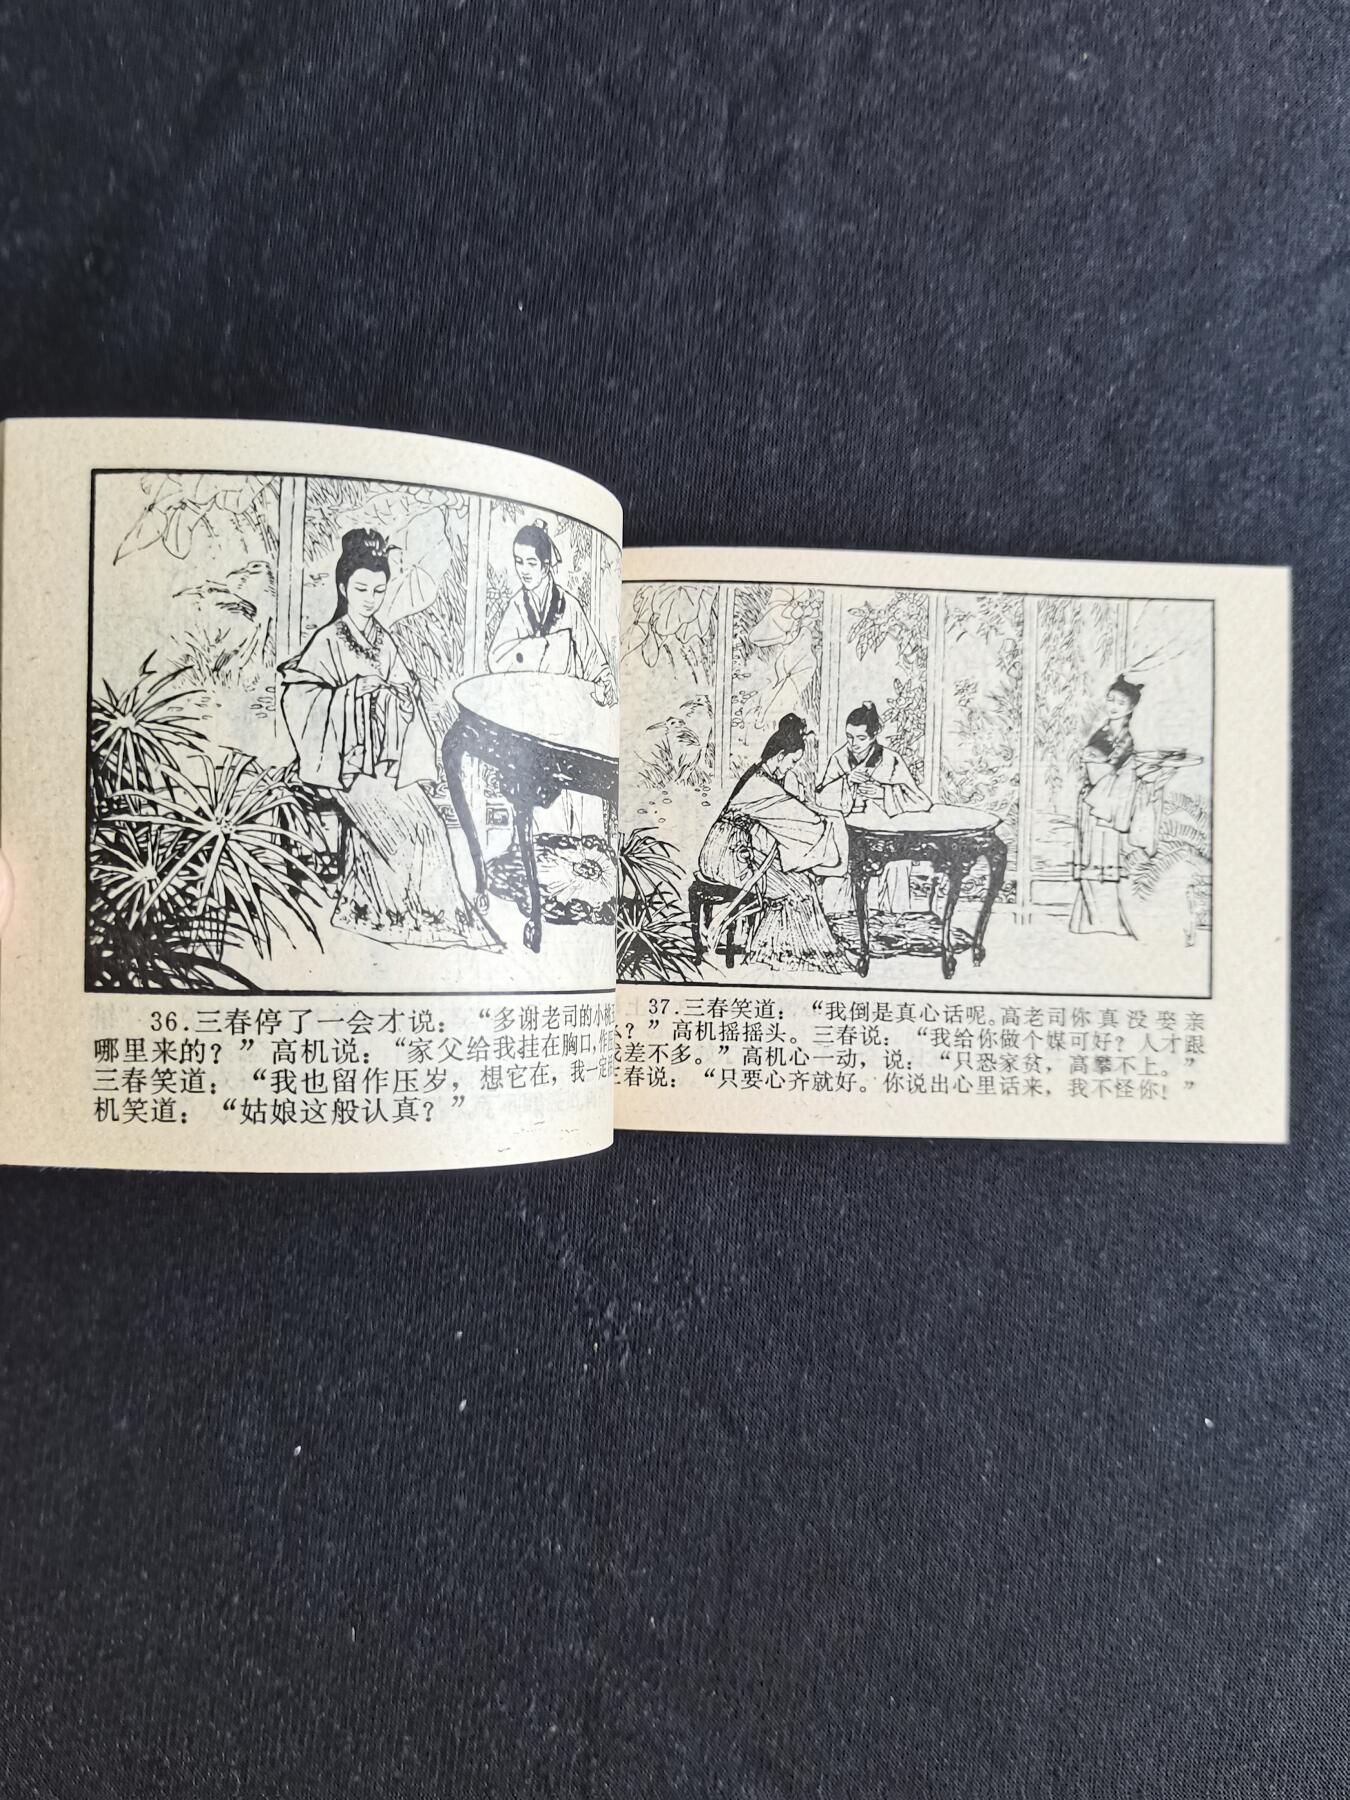 36.三春停了一会才说：“多谢老司的小桃
哪里来的？”高机说：“家父给我挂在胸口，作
三春笑道：“我也留作压岁，想它在，我一定
机笑道：“姑娘这般认真？”
37.三春笑道：“我倒是真心话呢。高老司你真没娶亲
么？”高机摇摇头。三春说：“我给你做个媒可好？人才跟
我差不多。”高机心一动，说：“只恐家贫，高攀不上。”
三春说：“只要心齐就好。你说出心里话来，我不怪你！”